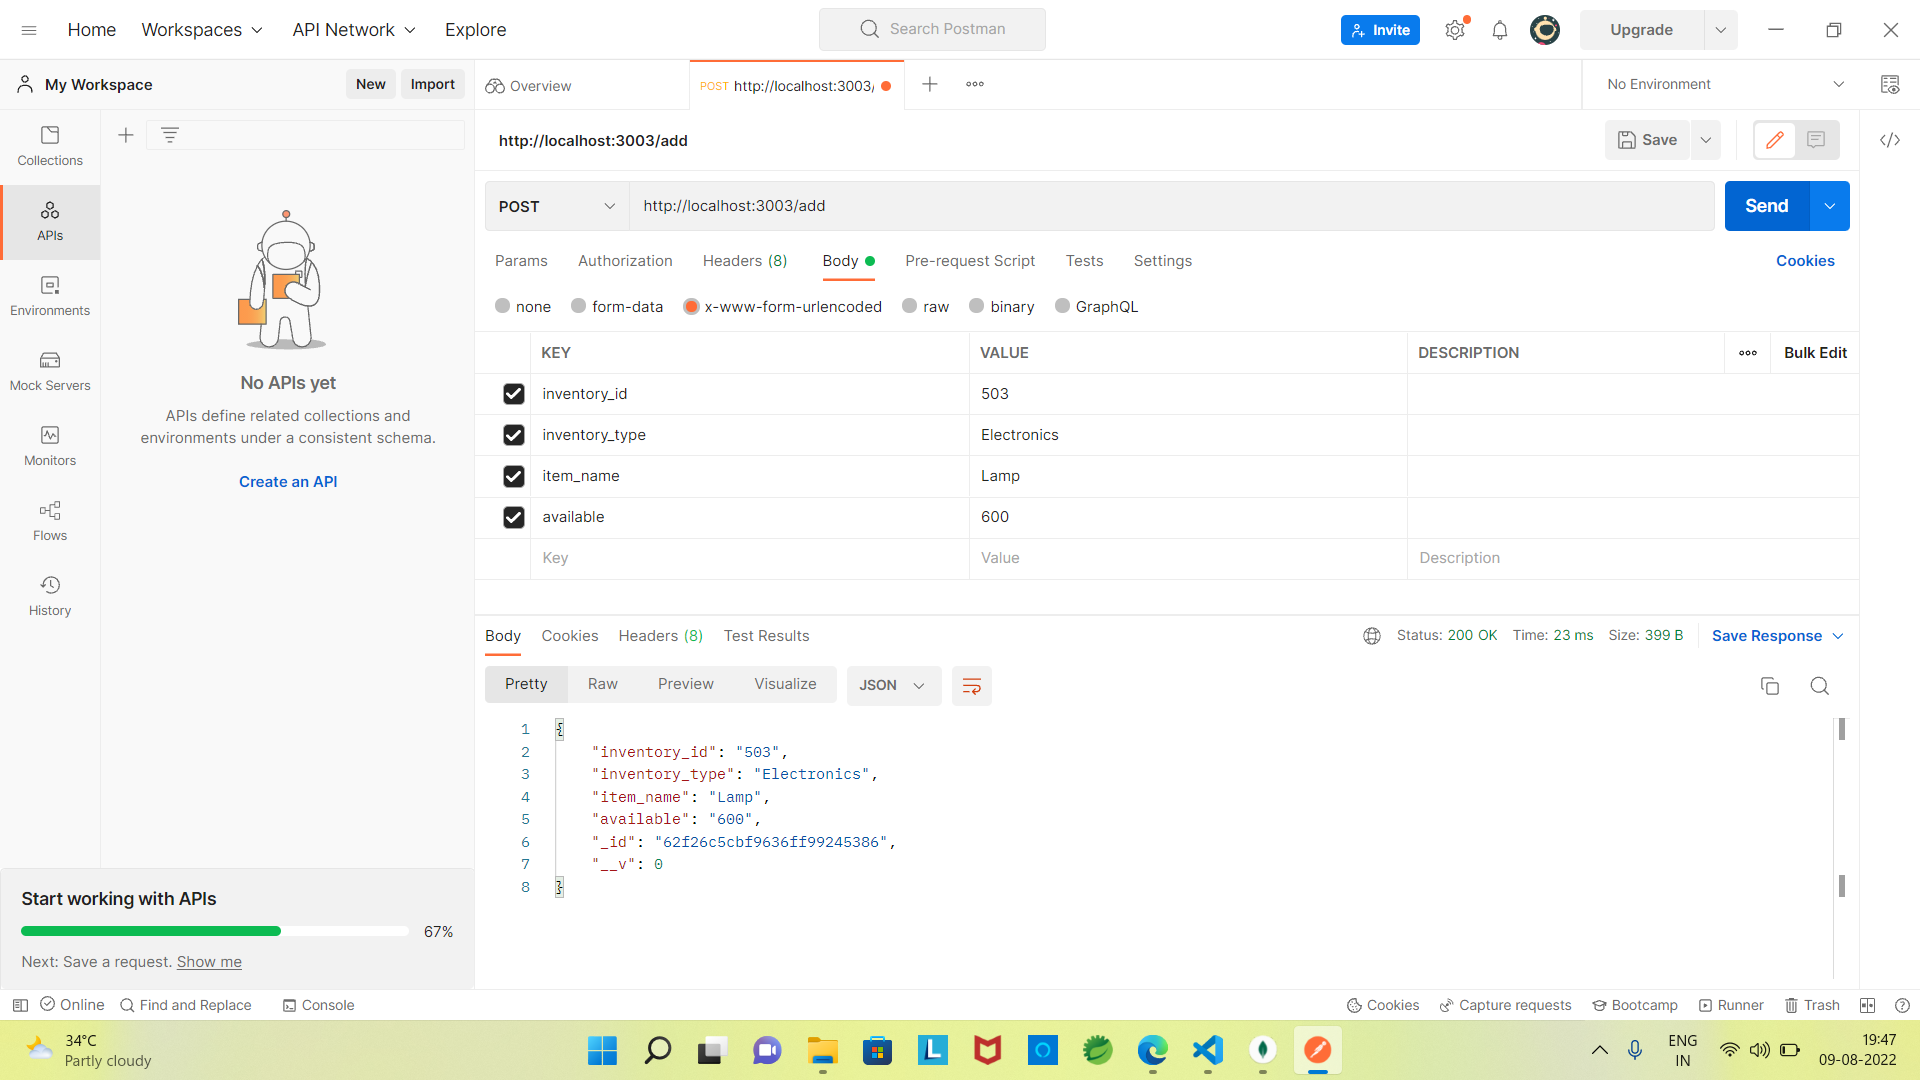 Home Workspaces API Network Explore Search Postman Invite Upgrade
My Workspace New Import Overview POST http://localhost:3003/ No Environment
Collections
APIs
Environments
Mock Servers
Monitors
Flows
History
No APIs yet
APIs define related collections and
environments under a consistent schema.
Create an API
Start working with APIs
67%
Next: Save a request. Show me
http://localhost:3003/add Save
POST http://localhost:3003/add Send
Params Authorization Headers (8) Body Pre-request Script Tests Settings Cookies
none form-data x-www-form-urlencoded raw binary GraphQL
KEY VALUE DESCRIPTION Bulk Edit
inventory_id 503
inventory_type Electronics
item_name Lamp
available 600
Key Value Description
Body Cookies Headers (8) Test Results Status: 200 OK Time: 23 ms Size: 399 B Save Response
Pretty Raw Preview Visualize JSON
1 {
2 "inventory_id": "503",
3 "inventory_type": "Electronics",
4 "item_name": "Lamp",
5 "available": "600",
6 "_id": "62f26c5cbf9636ff99245386",
7 "__v": 0
8 }
Online Find and Replace Console Cookies Capture requests Bootcamp Runner Trash
34°C
Partly cloudy
ENG
IN
19:47
09-08-2022